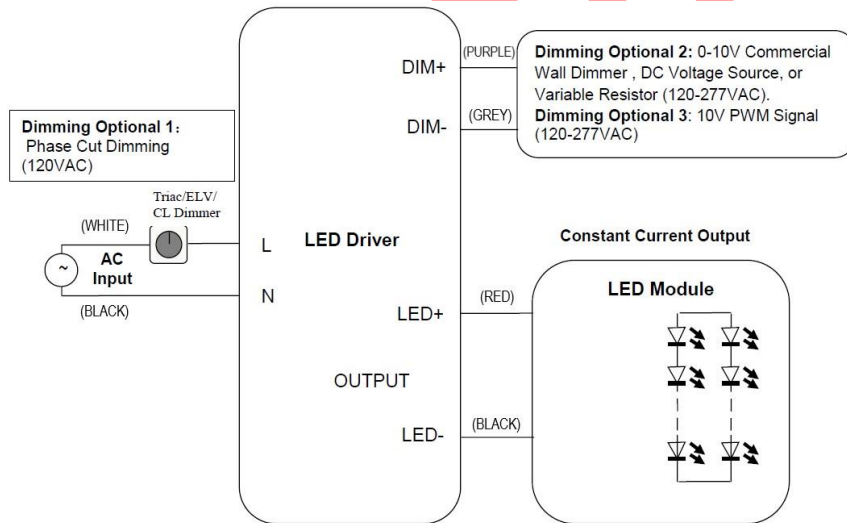 Dimming Optional 1:
Phase Cut Dimming
(120VAC)
Triac/ELV/
CL Dimmer
(WHITE)
~
AC
Input
(BLACK)
L
N
LED Driver
DIM+
DIM-
LED+
OUTPUT
LED-
(PURPLE)
(GREY)
Dimming Optional 2: 0-10V Commercial
Wall Dimmer , DC Voltage Source, or
Variable Resistor (120-277VAC).
Dimming Optional 3: 10V PWM Signal
(120-277VAC)
Constant Current Output
(RED)
(BLACK)
LED Module